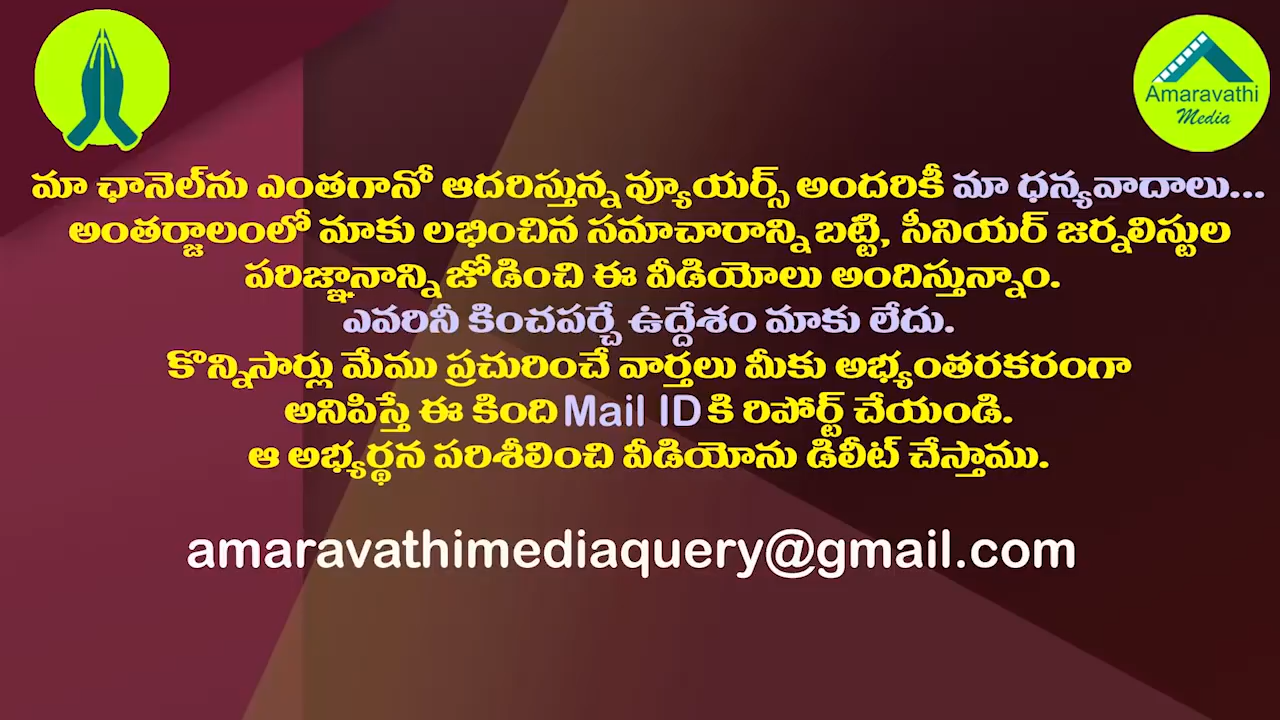 Amaravathi
Media
మా ఛానెల్‌ను ఎంతగానో ఆదరిస్తున్న వ్యూయర్స్ అందరికీ మా ధన్యవాదాలు...
అంతర్జాలంలో మాకు లభించిన సమాచారాన్ని బట్టి, సీనియర్ జర్నలిస్టుల
పరిజ్ఞానాన్ని జోడించి ఈ వీడియోలు అందిస్తున్నాం.
ఎవరినీ కించపర్చే ఉద్దేశం మాకు లేదు.
కొన్నిసార్లు మేము ప్రచురించే వార్తలు మీకు అభ్యంతరకరంగా
అనిపిస్తే ఈ కింది Mail ID కి రిపోర్ట్ చేయండి.
ఆ అభ్యర్థన పరిశీలించి వీడియోను డిలీట్ చేస్తాము.
amaravathimediaquery@gmail.com